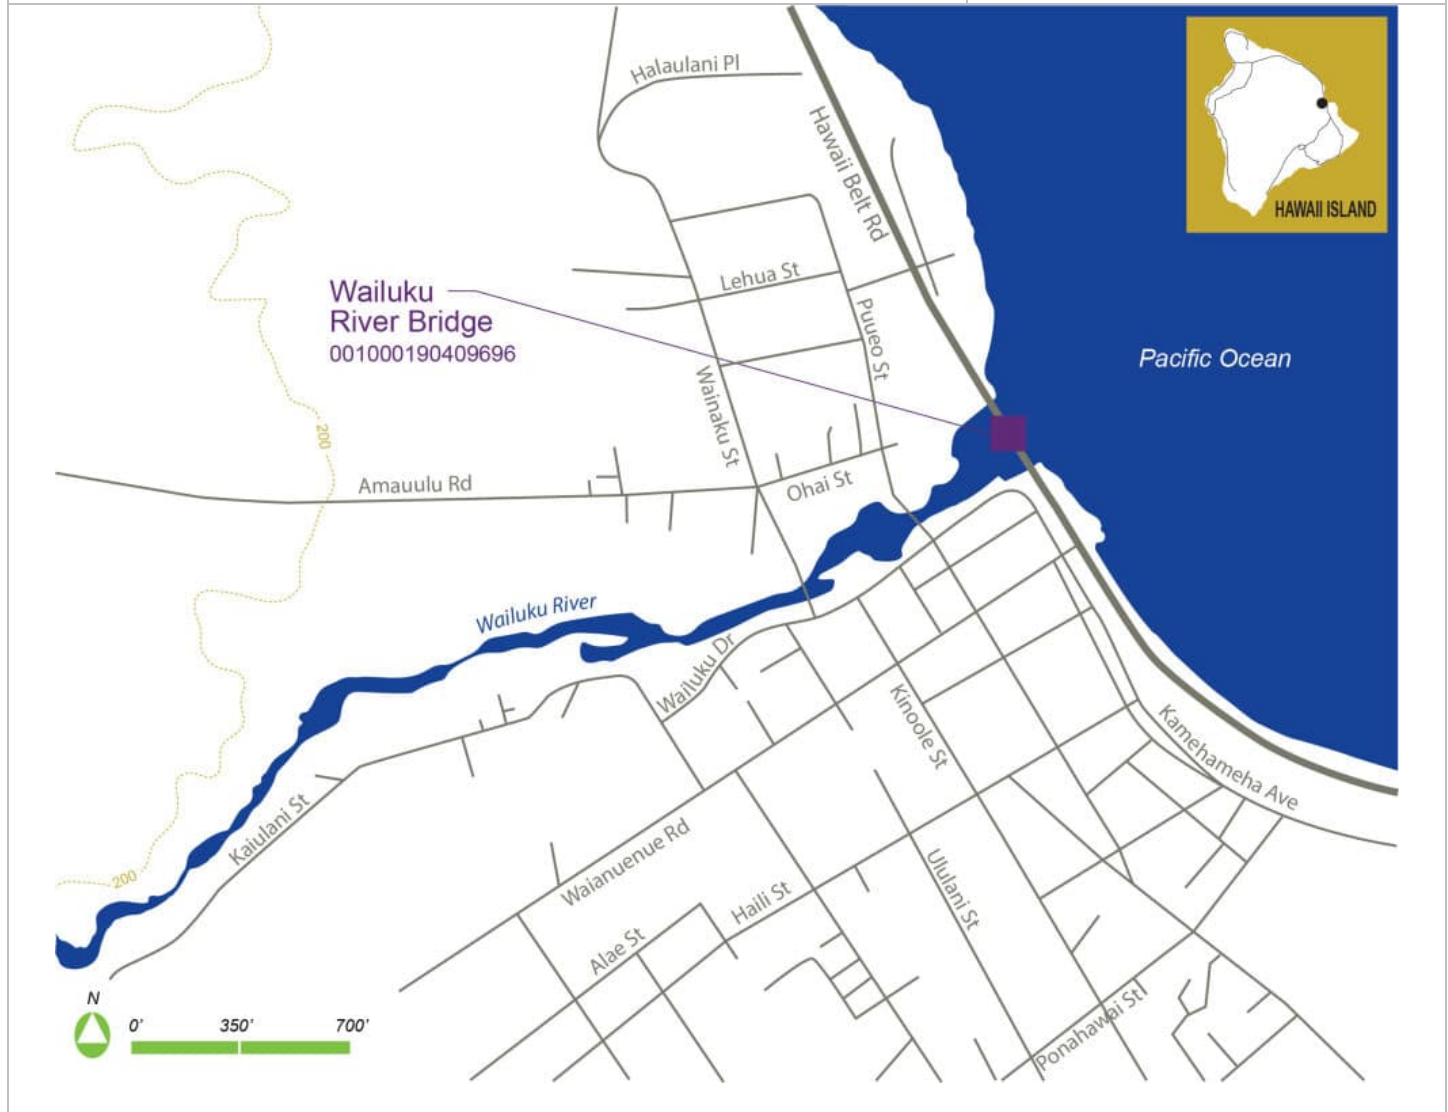 Halaulani Pl
Hawaii Belt Rd
HAWAII ISLAND
Lehua St
Wailuku
River Bridge
001000190409696
Puueo St
Pacific Ocean
Wainaku St
200
Amauulu Rd
Ohai St
Wailuku River
Wailuku Dr
Kinoole St
Kamehameha Ave
Kaiulani St
Waianuenue Rd
200
Haili St
Ululani St
Alae St
Ponahawai St
N
0' 350' 700'